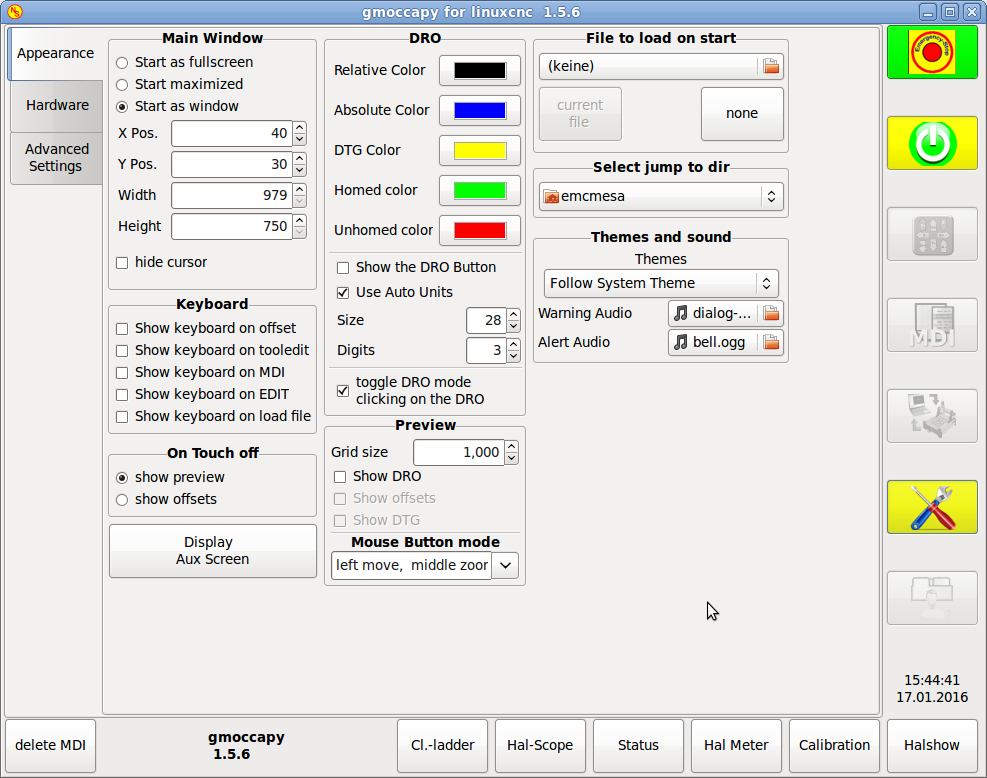 gmoccapy for linuxcnc 1.5.6
Appearance
Hardware
Advanced
Settings
Main Window
Start as fullscreen
Start maximized
Start as window
X Pos. 40
Y Pos. 30
Width 979
Height 750
hide cursor
Keyboard
Show keyboard on offset
Show keyboard on tooledit
Show keyboard on MDI
Show keyboard on EDIT
Show keyboard on load file
On Touch off
show preview
show offsets
Display
Aux Screen
DRO
Relative Color
Absolute Color
DTG Color
Homed color
Unhomed color
Show the DRO Button
Use Auto Units
Size 28
Digits 3
toggle DRO mode
clicking on the DRO
Preview
Grid size 1,000
Show DRO
Show offsets
Show DTG
Mouse Button mode
left move, middle zoor
File to load on start
(keine)
current
file
none
Select jump to dir
emcmesa
Themes and sound
Themes
Follow System Theme
Warning Audio dialog-...
Alert Audio bell.ogg
Emergency-Stop
MDI
15:44:41
17.01.2016
delete MDI
gmoccapy
1.5.6
Cl.-ladder
Hal-Scope
Status
Hal Meter
Calibration
Halshow